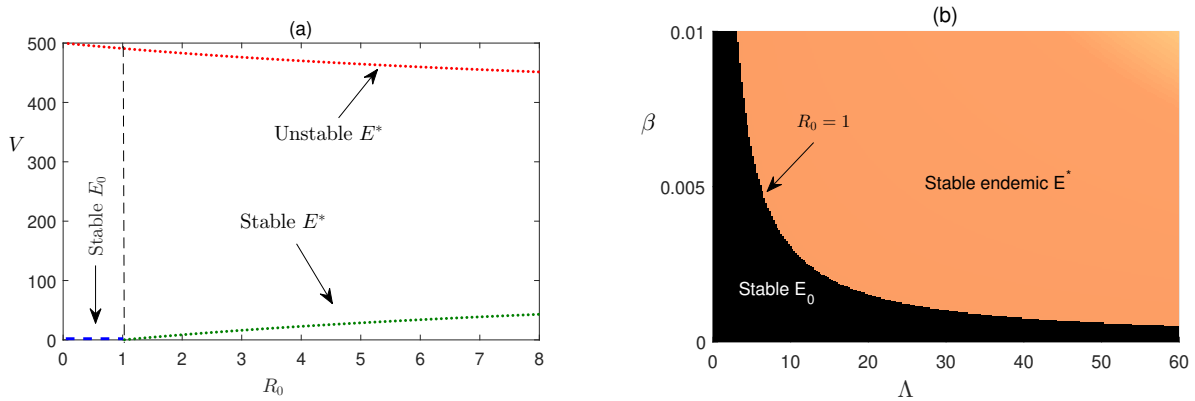 (a)
500
400
300
200
100
0
V
Unstable E*
Stable E0
Stable E*
0 1 2 3 4 5 6 7 8
R0
(b)
0.01
0.005
0
β
R0 = 1
Stable endemic E*
Stable E0
0 10 20 30 40 50 60
Λ